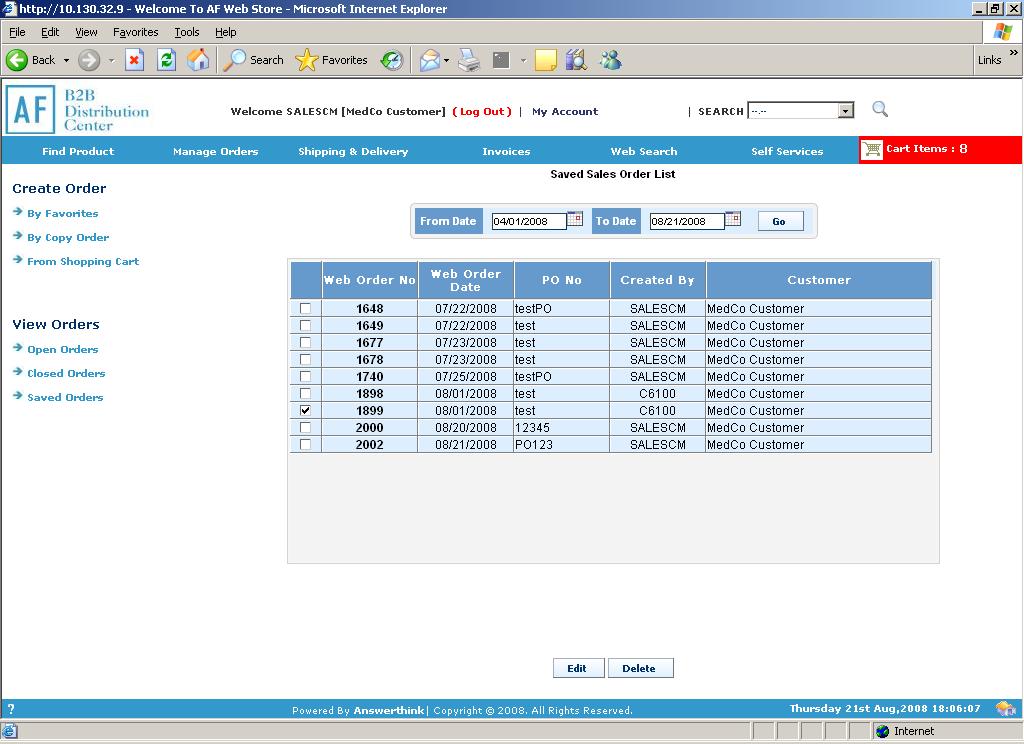 http://10.130.32.9 - Welcome To AF Web Store - Microsoft Internet Explorer
File Edit View Favorites Tools Help
Back Search Favorites Links »
AF B2B
Distribution
Center
Welcome SALESCM [MedCo Customer] ( Log Out ) | My Account | SEARCH --.--
Find Product Manage Orders Shipping & Delivery Invoices Web Search Self Services Cart Items : 8
Saved Sales Order List
Create Order
By Favorites
By Copy Order
From Shopping Cart
View Orders
Open Orders
Closed Orders
Saved Orders
From Date 04/01/2008 To Date 08/21/2008 Go
Web Order No Web Order Date PO No Created By Customer
1648 07/22/2008 testPO SALESCM MedCo Customer
1649 07/22/2008 test SALESCM MedCo Customer
1677 07/23/2008 test SALESCM MedCo Customer
1678 07/23/2008 test SALESCM MedCo Customer
1740 07/25/2008 testPO SALESCM MedCo Customer
1898 08/01/2008 test C6100 MedCo Customer
1899 08/01/2008 test C6100 MedCo Customer
2000 08/20/2008 12345 SALESCM MedCo Customer
2002 08/21/2008 PO123 SALESCM MedCo Customer
Edit Delete
? Powered By Answerthink | Copyright © 2008. All Rights Reserved. Thursday 21st Aug,2008 18:06:07
Internet